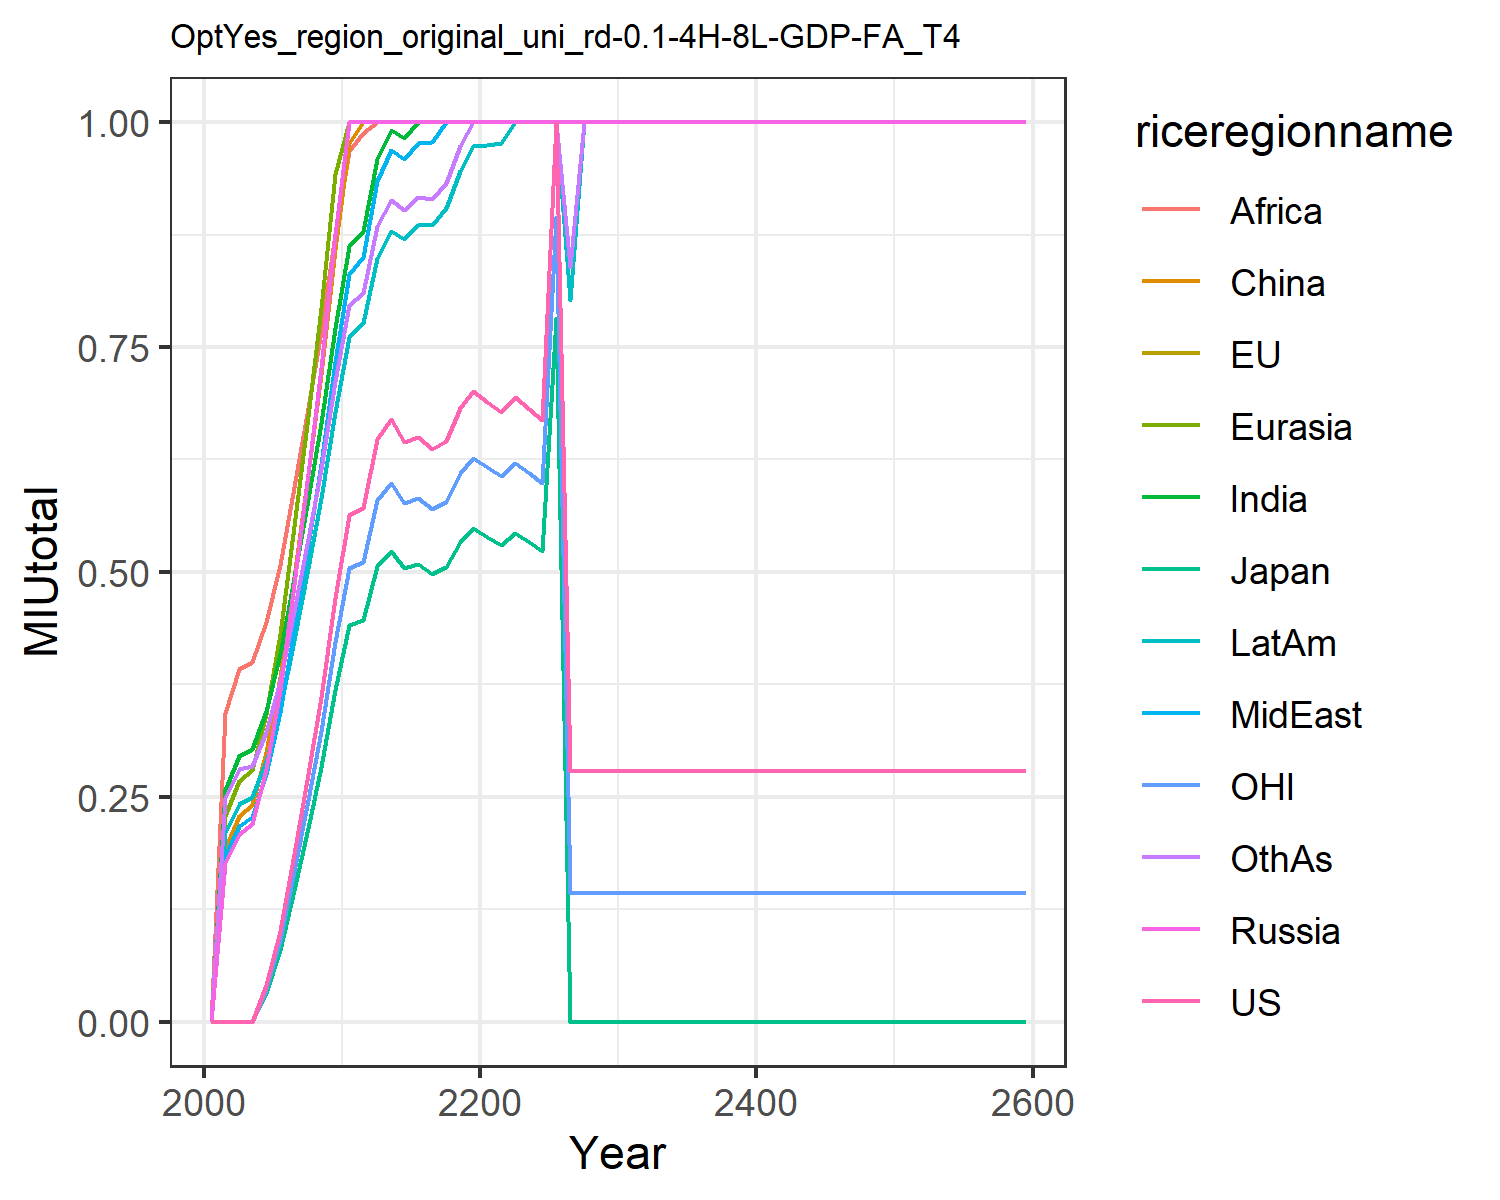 OptYes_region_original_uni_rd-0.1-4H-8L-GDP-FA_T4
1.00
0.75
0.50
0.25
0.00
MIUtotal
2000
2200
2400
2600
Year
riceregionname
Africa
China
EU
Eurasia
India
Japan
LatAm
MidEast
OHI
OthAs
Russia
US